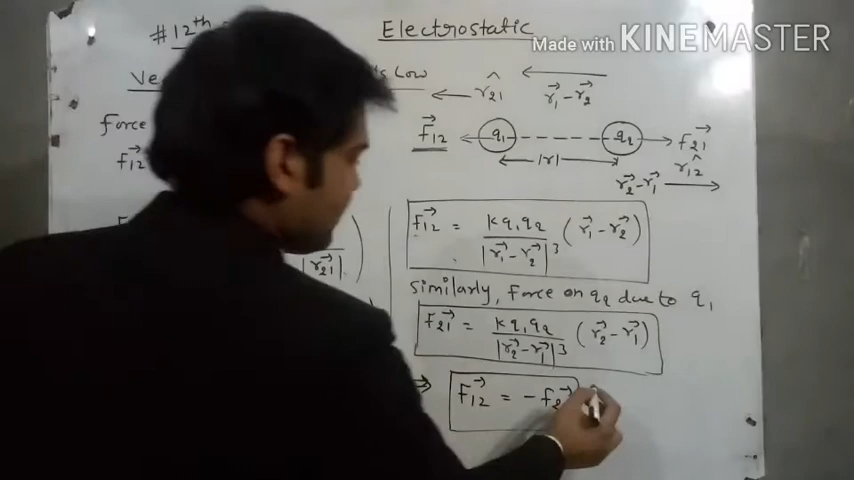 #12th Electrostatic
Made with KINEMASTER
Ve Low
r̂21 r⃗1-r⃗2
Force F⃗12 q1 q2 F⃗21
|r| r̂12
r⃗2-r⃗1
F⃗12
F⃗12 = kq1q2 / |r⃗1-r⃗2|^3 (r⃗1-r⃗2)
|r⃗21|
similarly, Force on q2 due to q1
F⃗21 = kq1q2 / |r⃗2-r⃗1|^3 (r⃗2-r⃗1)
⇒ F⃗12 = -F⃗2